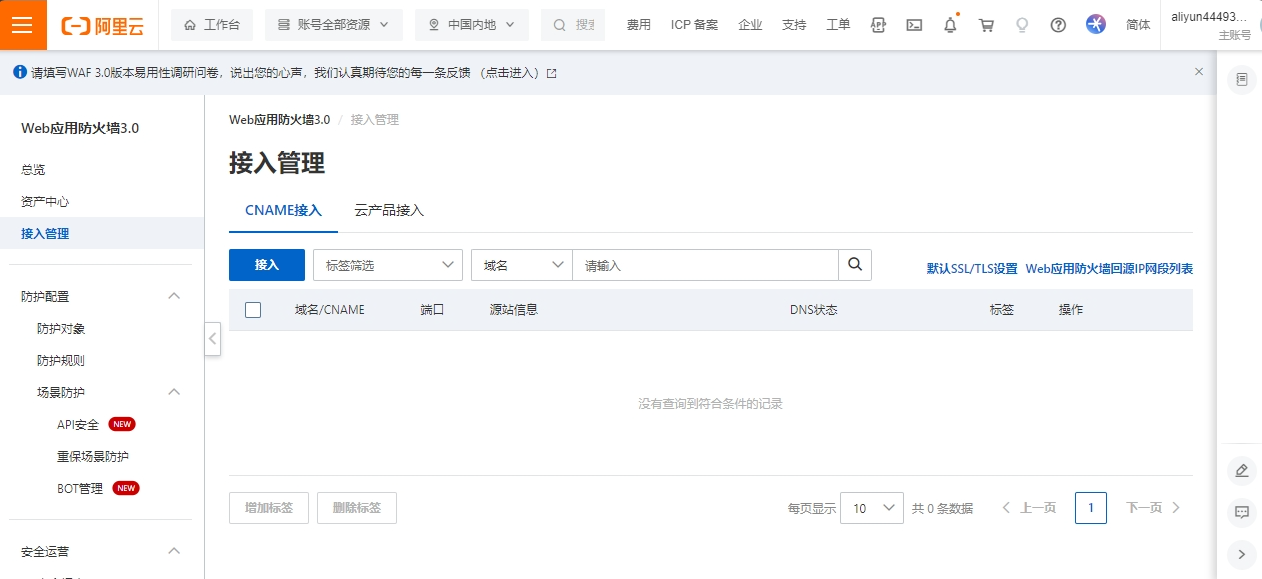 阿里云 工作台 账号全部资源 中国内地 费用 ICP 备案 企业 支持 工单 简体 aliyun44493...
主账号
请填写WAF 3.0版本易用性调研问卷，说出您的心声，我们认真期待您的每一条反馈 （点击进入）
Web应用防火墙3.0
总览
资产中心
接入管理
防护配置
防护对象
防护规则
场景防护
API安全 NEW
重保场景防护
BOT管理 NEW
安全运营
Web应用防火墙3.0 / 接入管理
接入管理
CNAME接入 云产品接入
接入 标签筛选 域名 请输入 默认SSL/TLS设置 Web应用防火墙回源IP网段列表
域名/CNAME 端口 源站信息 DNS状态 标签 操作
没有查询到符合条件的记录
增加标签 删除标签 每页显示 10 共 0 条数据 上一页 1 下一页